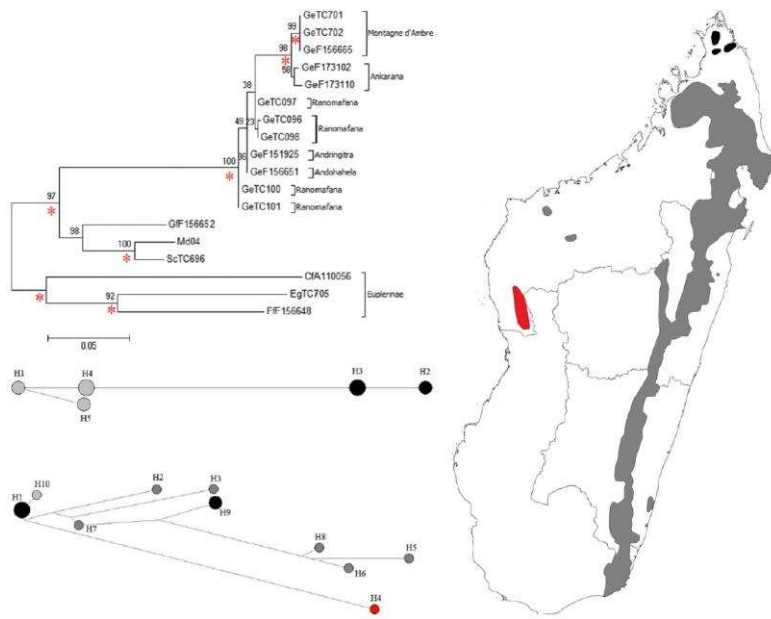 GeTC701
99
GeTC702
Montagne d'Ambre
*
98
GeF156665
*
GeF173102
58
Ankarana
GeF173110
38
GeTC097
Ranomafana
GeTC096
49
23
Ranomafana
GeTC098
GeF151925
Andringitra
100
36
GeF156651
Andohahela
*
GeTC100
Ranomafana
97
GeTC101
Ranomafana
*
GfF156652
98
Md04
100
*
ScTC696
CfA110056
*
92
EgTC705
Euplerinae
*
FfF156648
0.05
H1
H4
H3
H2
H5
H10
H2
H3
H1
H9
H7
H8
H5
H6
H4